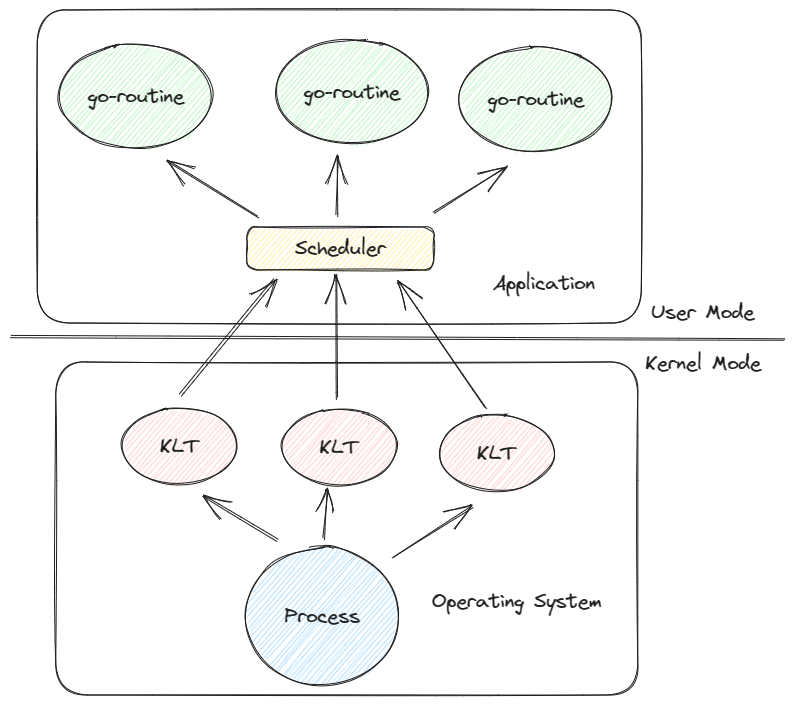 go-routine
go-routine
go-routine
Scheduler
Application
User Mode
Kernel Mode
KLT
KLT
KLT
Operating System
Process